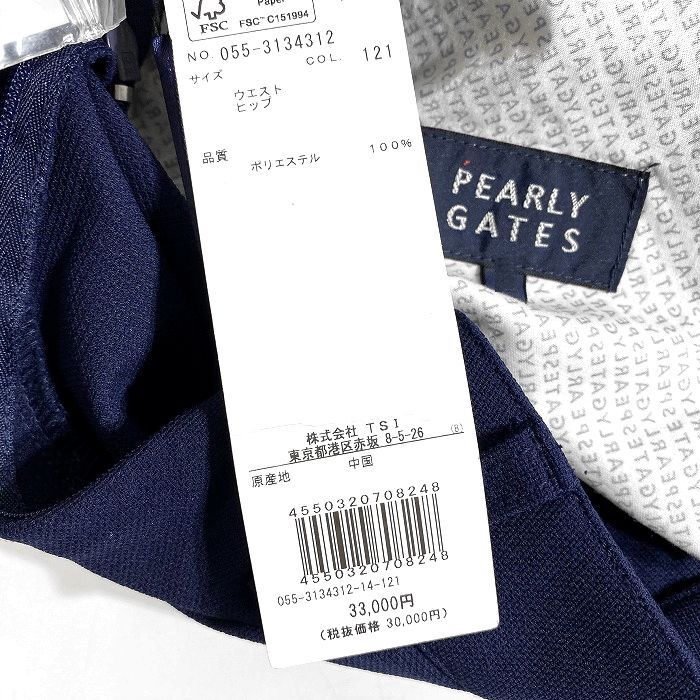 Paper
FSC
FSC™ C151994
NO. 055-3134312
COL. 121
サイズ
ウエスト
ヒップ
品質
ポリエステル 100%
株式会社 TSI
東京都港区赤坂 8-5-26 (B)
原産地 中国
4550320708248
4550320708248
055-3134312-14-121
33,000円
(税抜価格 30,000円)
PEARLY
GATES